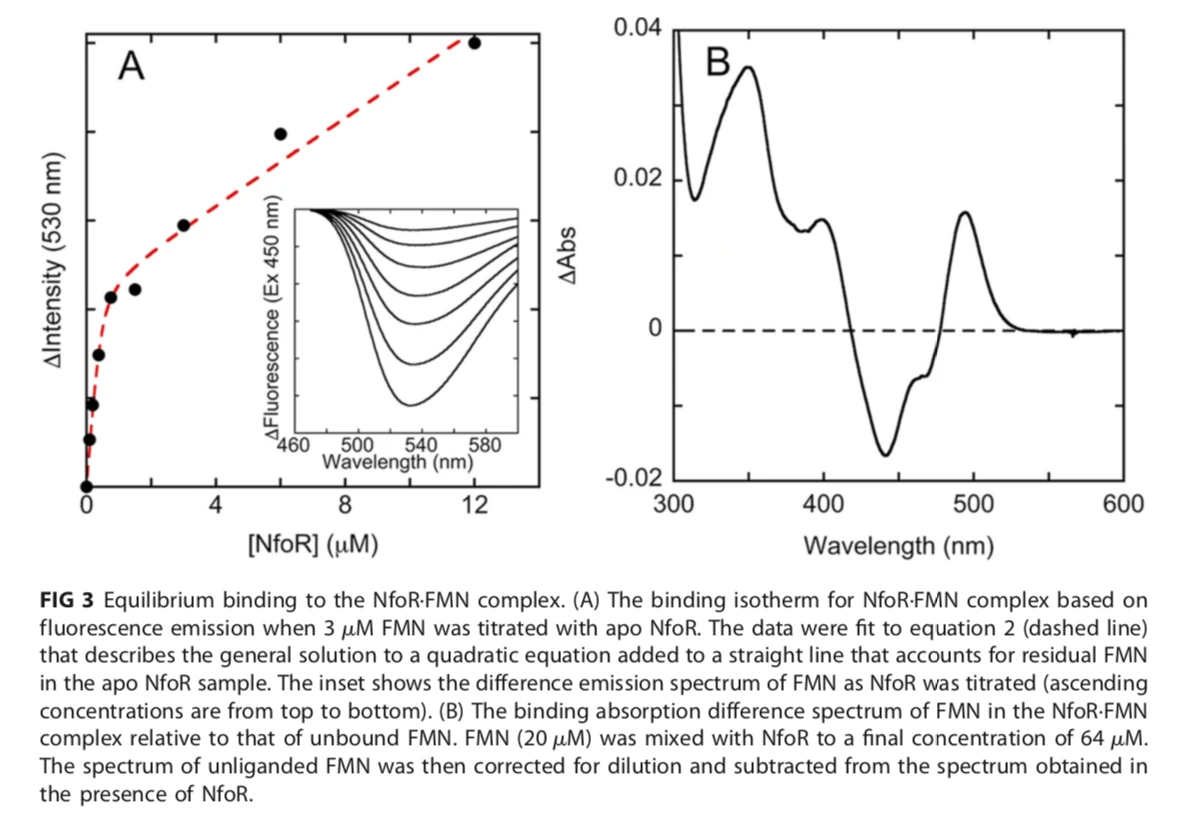 A
ΔIntensity (530 nm)
0
4
8
12
[NfoR] (μM)
ΔFluorescence (Ex 450 nm)
460
500
540
580
Wavelength (nm)
B
ΔAbs
0.04
0.02
0
-0.02
300
400
500
600
Wavelength (nm)
FIG 3 Equilibrium binding to the NfoR·FMN complex. (A) The binding isotherm for NfoR·FMN complex based on
fluorescence emission when 3 μM FMN was titrated with apo NfoR. The data were fit to equation 2 (dashed line)
that describes the general solution to a quadratic equation added to a straight line that accounts for residual FMN
in the apo NfoR sample. The inset shows the difference emission spectrum of FMN as NfoR was titrated (ascending
concentrations are from top to bottom). (B) The binding absorption difference spectrum of FMN in the NfoR·FMN
complex relative to that of unbound FMN. FMN (20 μM) was mixed with NfoR to a final concentration of 64 μM.
The spectrum of unliganded FMN was then corrected for dilution and subtracted from the spectrum obtained in
the presence of NfoR.